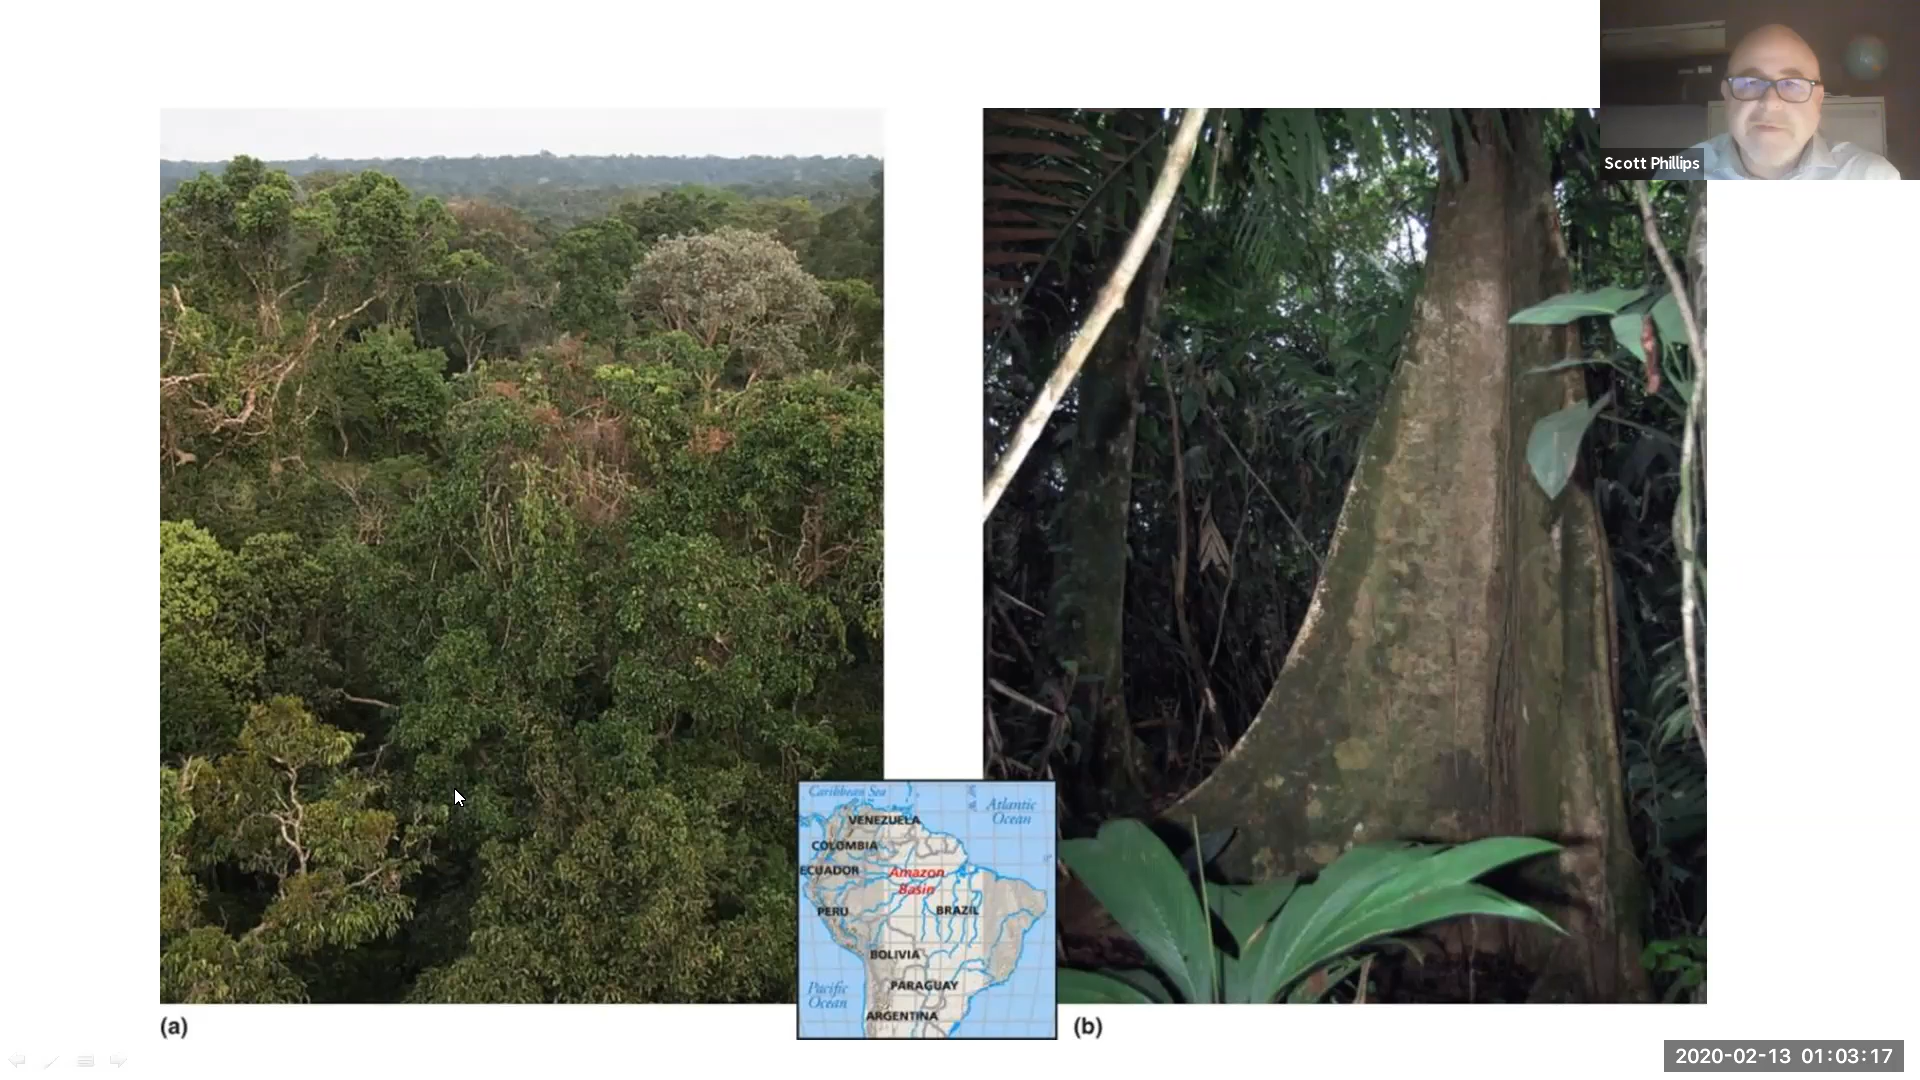 Scott Phillips
Caribbean Sea
Atlantic
Ocean
VENEZUELA
COLOMBIA
ECUADOR
Amazon
Basin
PERU
BRAZIL
BOLIVIA
Pacific
Ocean
PARAGUAY
ARGENTINA
(a)
(b)
2020-02-13 01:03:17